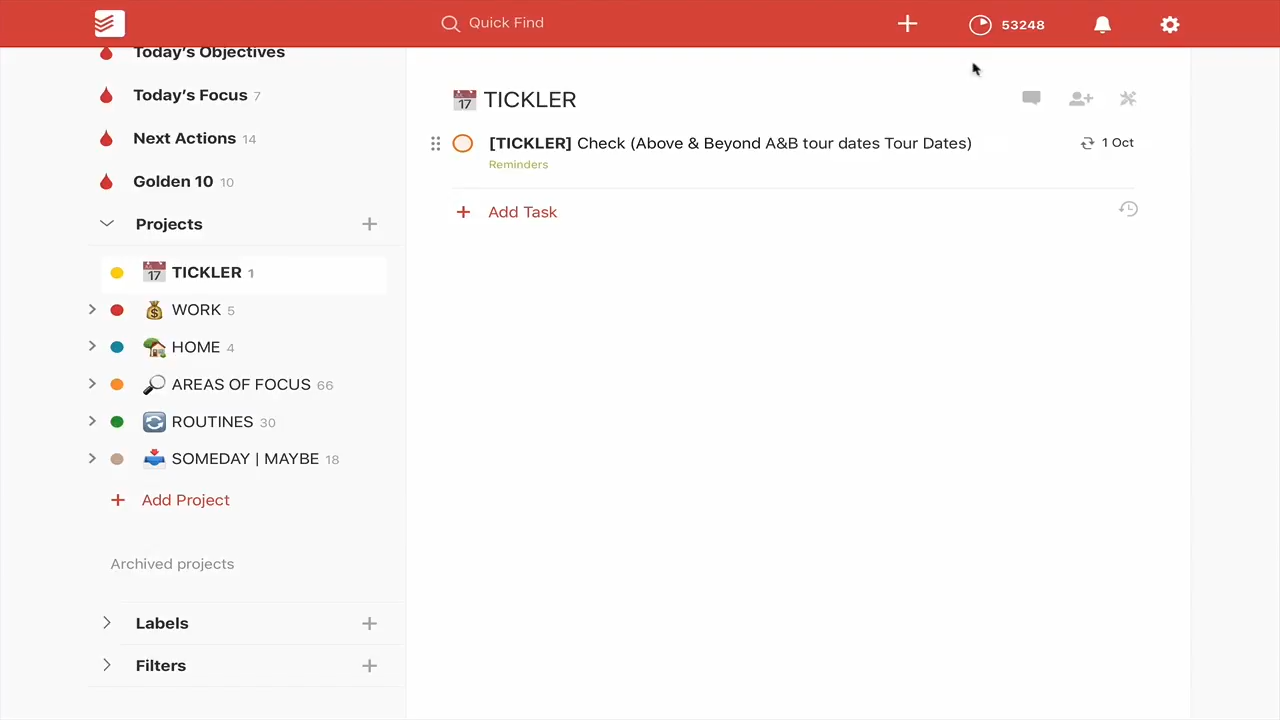 Quick Find
53248
Today's Objectives
Today's Focus 7
Next Actions 14
Golden 10 10
Projects
17 TICKLER 1
WORK 5
HOME 4
AREAS OF FOCUS 66
ROUTINES 30
SOMEDAY | MAYBE 18
Add Project
Archived projects
Labels
Filters
17 TICKLER
[TICKLER] Check (Above & Beyond A&B tour dates Tour Dates)
1 Oct
Reminders
Add Task